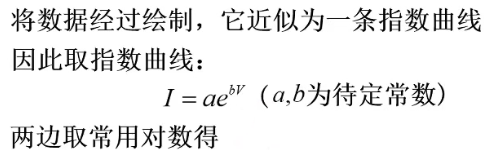 将数据经过绘制，它近似为一条指数曲线
因此取指数曲线：
I = ae^{bV}（a,b为待定常数）
两边取常用对数得